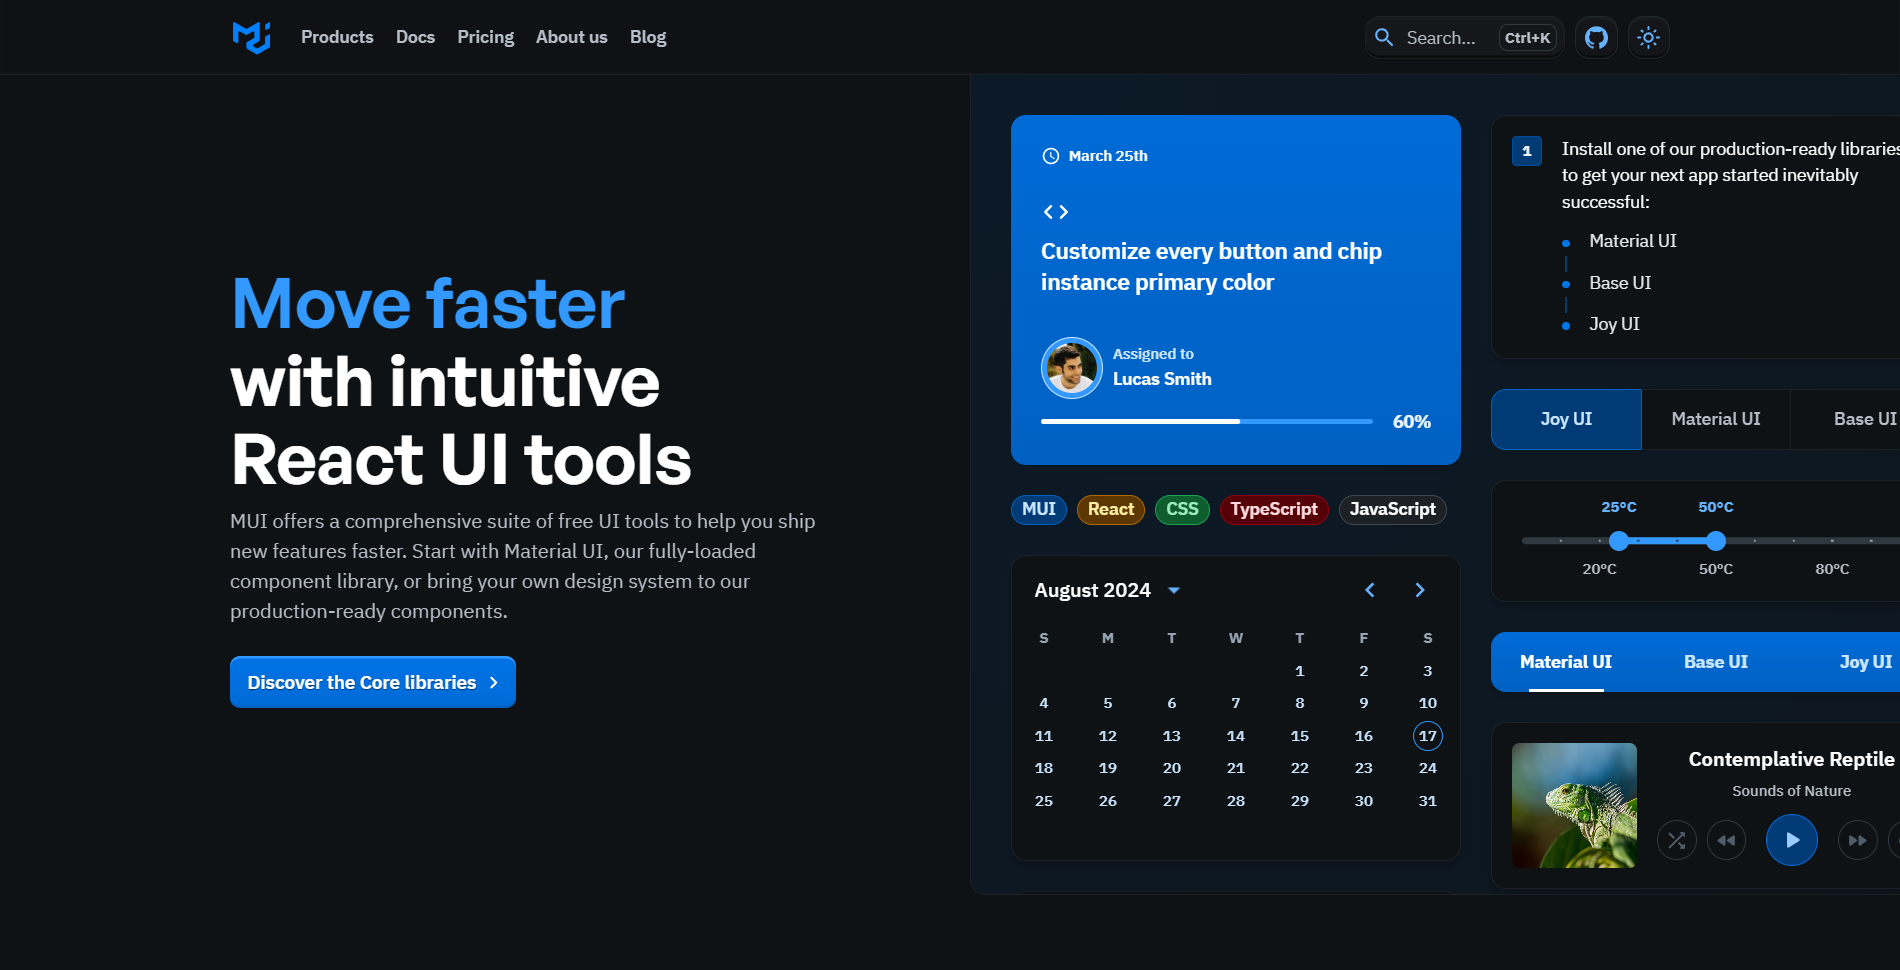 Products Docs Pricing About us Blog
Search... Ctrl+K
Move faster
with intuitive
React UI tools
MUI offers a comprehensive suite of free UI tools to help you ship
new features faster. Start with Material UI, our fully-loaded
component library, or bring your own design system to our
production-ready components.
Discover the Core libraries
March 25th
Customize every button and chip
instance primary color
Assigned to
Lucas Smith
60%
MUI React CSS TypeScript JavaScript
August 2024
S M T W T F S
1 2 3
4 5 6 7 8 9 10
11 12 13 14 15 16 17
18 19 20 21 22 23 24
25 26 27 28 29 30 31
1
Install one of our production-ready libraries
to get your next app started inevitably
successful:
Material UI
Base UI
Joy UI
Joy UI Material UI Base UI
25°C 50°C
20°C 50°C 80°C
Material UI Base UI Joy UI
Contemplative Reptile
Sounds of Nature